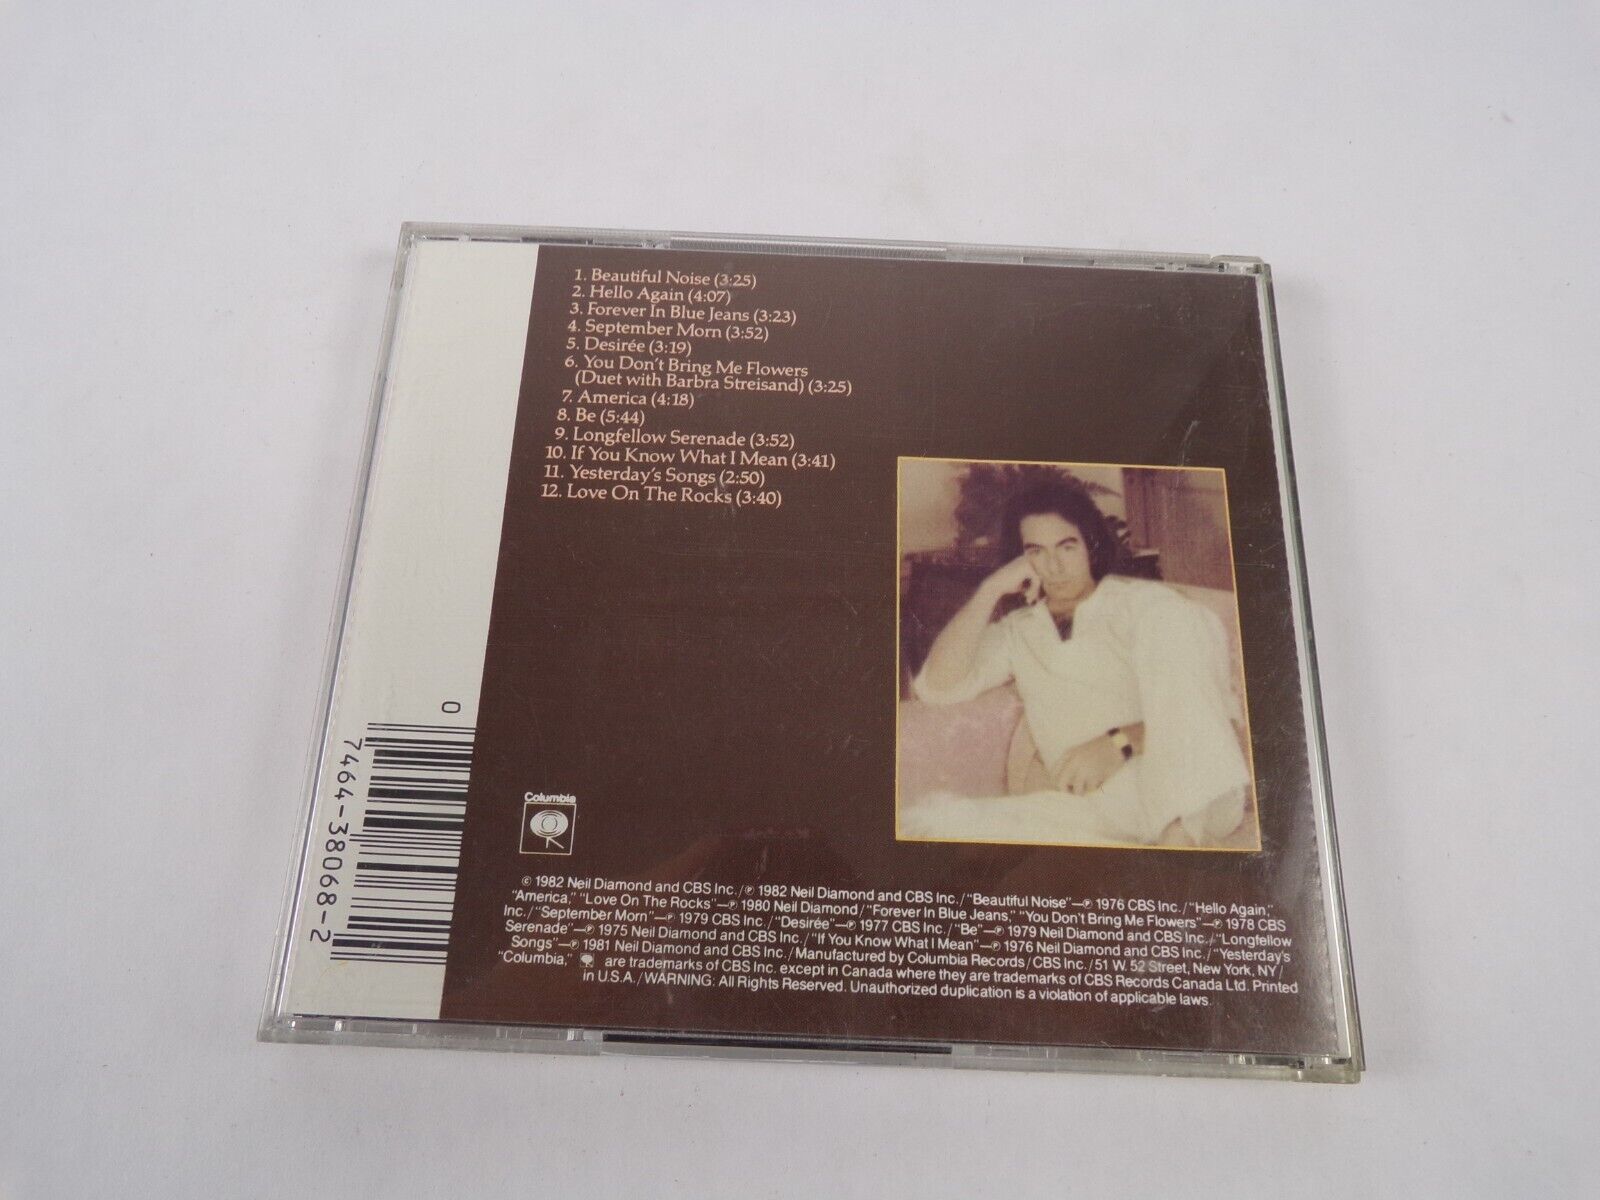 1. Beautiful Noise (3:25)
2. Hello Again (4:07)
3. Forever In Blue Jeans (3:23)
4. September Morn (3:52)
5. Desirée (3:19)
6. You Don't Bring Me Flowers
(Duet with Barbra Streisand) (3:25)
7. America (4:18)
8. Be (5:44)
9. Longfellow Serenade (3:52)
10. If You Know What I Mean (3:41)
11. Yesterday's Songs (2:50)
12. Love On The Rocks (3:40)
0 7464-38068-2
Columbia
© 1982 Neil Diamond and CBS Inc./℗ 1982 Neil Diamond and CBS Inc./"Beautiful Noise"—℗ 1976 CBS Inc./"Hello Again,"
"America," "Love On The Rocks"—℗ 1980 Neil Diamond/"Forever In Blue Jeans," "You Don't Bring Me Flowers"—℗ 1978 CBS
Inc./"September Morn"—℗ 1979 CBS Inc./"Desirée"—℗ 1977 CBS Inc./"Be"—℗ 1979 Neil Diamond and CBS Inc./"Longfellow
Serenade"—℗ 1975 Neil Diamond and CBS Inc./"If You Know What I Mean"—℗ 1976 Neil Diamond and CBS Inc./"Yesterday's
Songs"—℗ 1981 Neil Diamond and CBS Inc./Manufactured by Columbia Records/CBS Inc./51 W. 52 Street, New York, NY/
"Columbia," are trademarks of CBS Inc. except in Canada where they are trademarks of CBS Records Canada Ltd. Printed
in U.S.A./WARNING: All Rights Reserved. Unauthorized duplication is a violation of applicable laws.